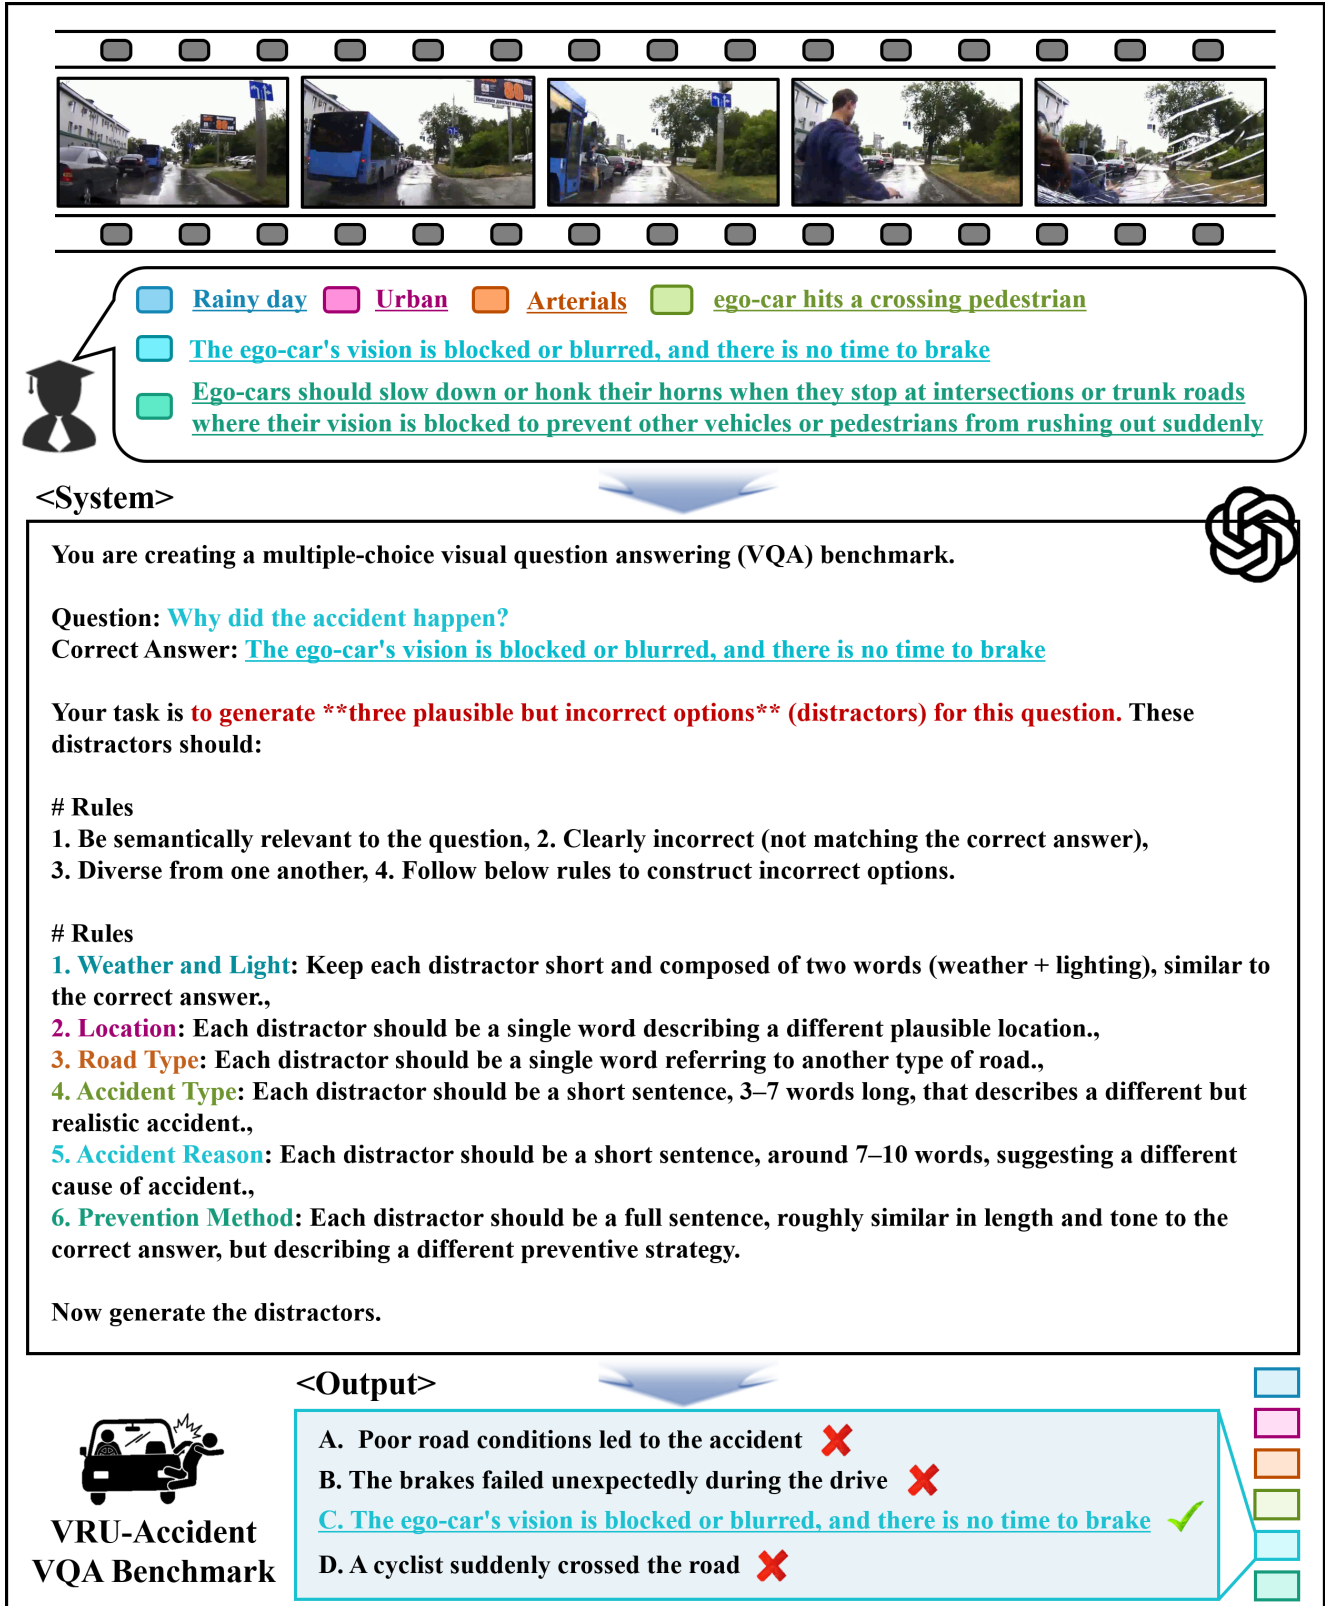 Rainy day Urban Arterials ego-car hits a crossing pedestrian
The ego-car's vision is blocked or blurred, and there is no time to brake
Ego-cars should slow down or honk their horns when they stop at intersections or trunk roads
where their vision is blocked to prevent other vehicles or pedestrians from rushing out suddenly
<System>
You are creating a multiple-choice visual question answering (VQA) benchmark.
Question: Why did the accident happen?
Correct Answer: The ego-car's vision is blocked or blurred, and there is no time to brake
Your task is to generate **three plausible but incorrect options** (distractors) for this question. These
distractors should:
# Rules
1. Be semantically relevant to the question, 2. Clearly incorrect (not matching the correct answer),
3. Diverse from one another, 4. Follow below rules to construct incorrect options.
# Rules
1. Weather and Light: Keep each distractor short and composed of two words (weather + lighting), similar to
the correct answer.,
2. Location: Each distractor should be a single word describing a different plausible location.,
3. Road Type: Each distractor should be a single word referring to another type of road.,
4. Accident Type: Each distractor should be a short sentence, 3–7 words long, that describes a different but
realistic accident.,
5. Accident Reason: Each distractor should be a short sentence, around 7–10 words, suggesting a different
cause of accident.,
6. Prevention Method: Each distractor should be a full sentence, roughly similar in length and tone to the
correct answer, but describing a different preventive strategy.
Now generate the distractors.
<Output>
A. Poor road conditions led to the accident
B. The brakes failed unexpectedly during the drive
C. The ego-car's vision is blocked or blurred, and there is no time to brake
D. A cyclist suddenly crossed the road
VRU-Accident
VQA Benchmark